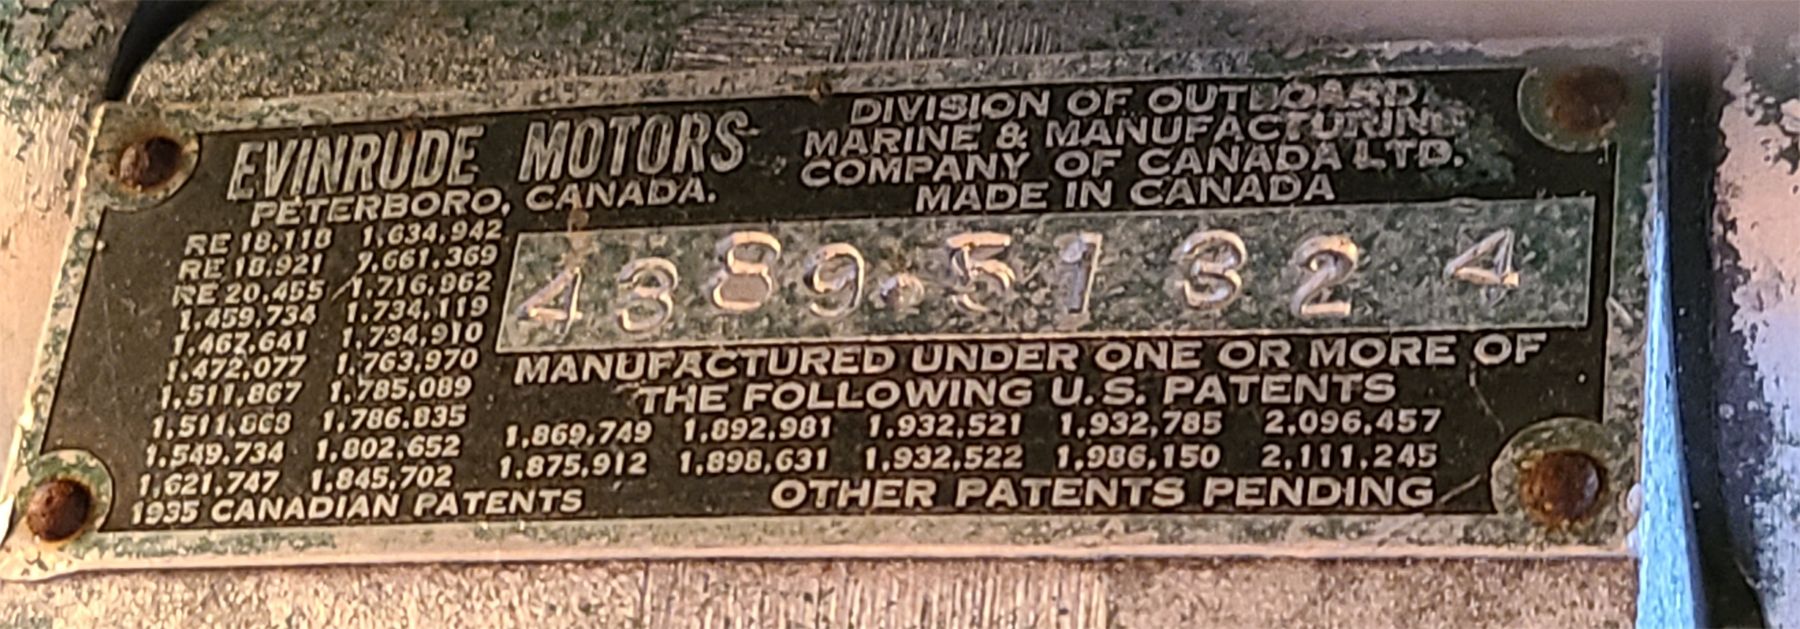 EVINRUDE MOTORS
PETERBORO, CANADA.
DIVISION OF OUTBOARD
MARINE & MANUFACTURING
COMPANY OF CANADA LTD.
MADE IN CANADA
RE 18,118 1,634,942
RE 18,921 1,661,369
RE 20,455 1,716,962
1,459,734 1,734,119
1,467,641 1,734,910
1,472,077 1,763,970
1,511,867 1,785,089
1,511,868 1,786,835
1,549,734 1,802,652
1,621,747 1,845,702
1935 CANADIAN PATENTS
4389.51324
MANUFACTURED UNDER ONE OR MORE OF
THE FOLLOWING U.S. PATENTS
1,869,749 1,892,981 1,932,521 1,932,785 2,096,457
1,875,912 1,898,631 1,932,522 1,986,150 2,111,245
OTHER PATENTS PENDING